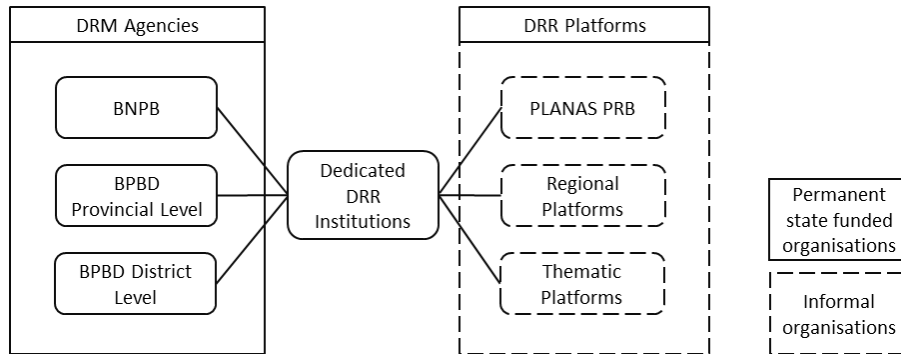 DRM Agencies
BNPB
BPBD
Provincial Level
BPBD District
Level
Dedicated
DRR
Institutions
DRR Platforms
PLANAS PRB
Regional
Platforms
Thematic
Platforms
Permanent
state funded
organisations
Informal
organisations